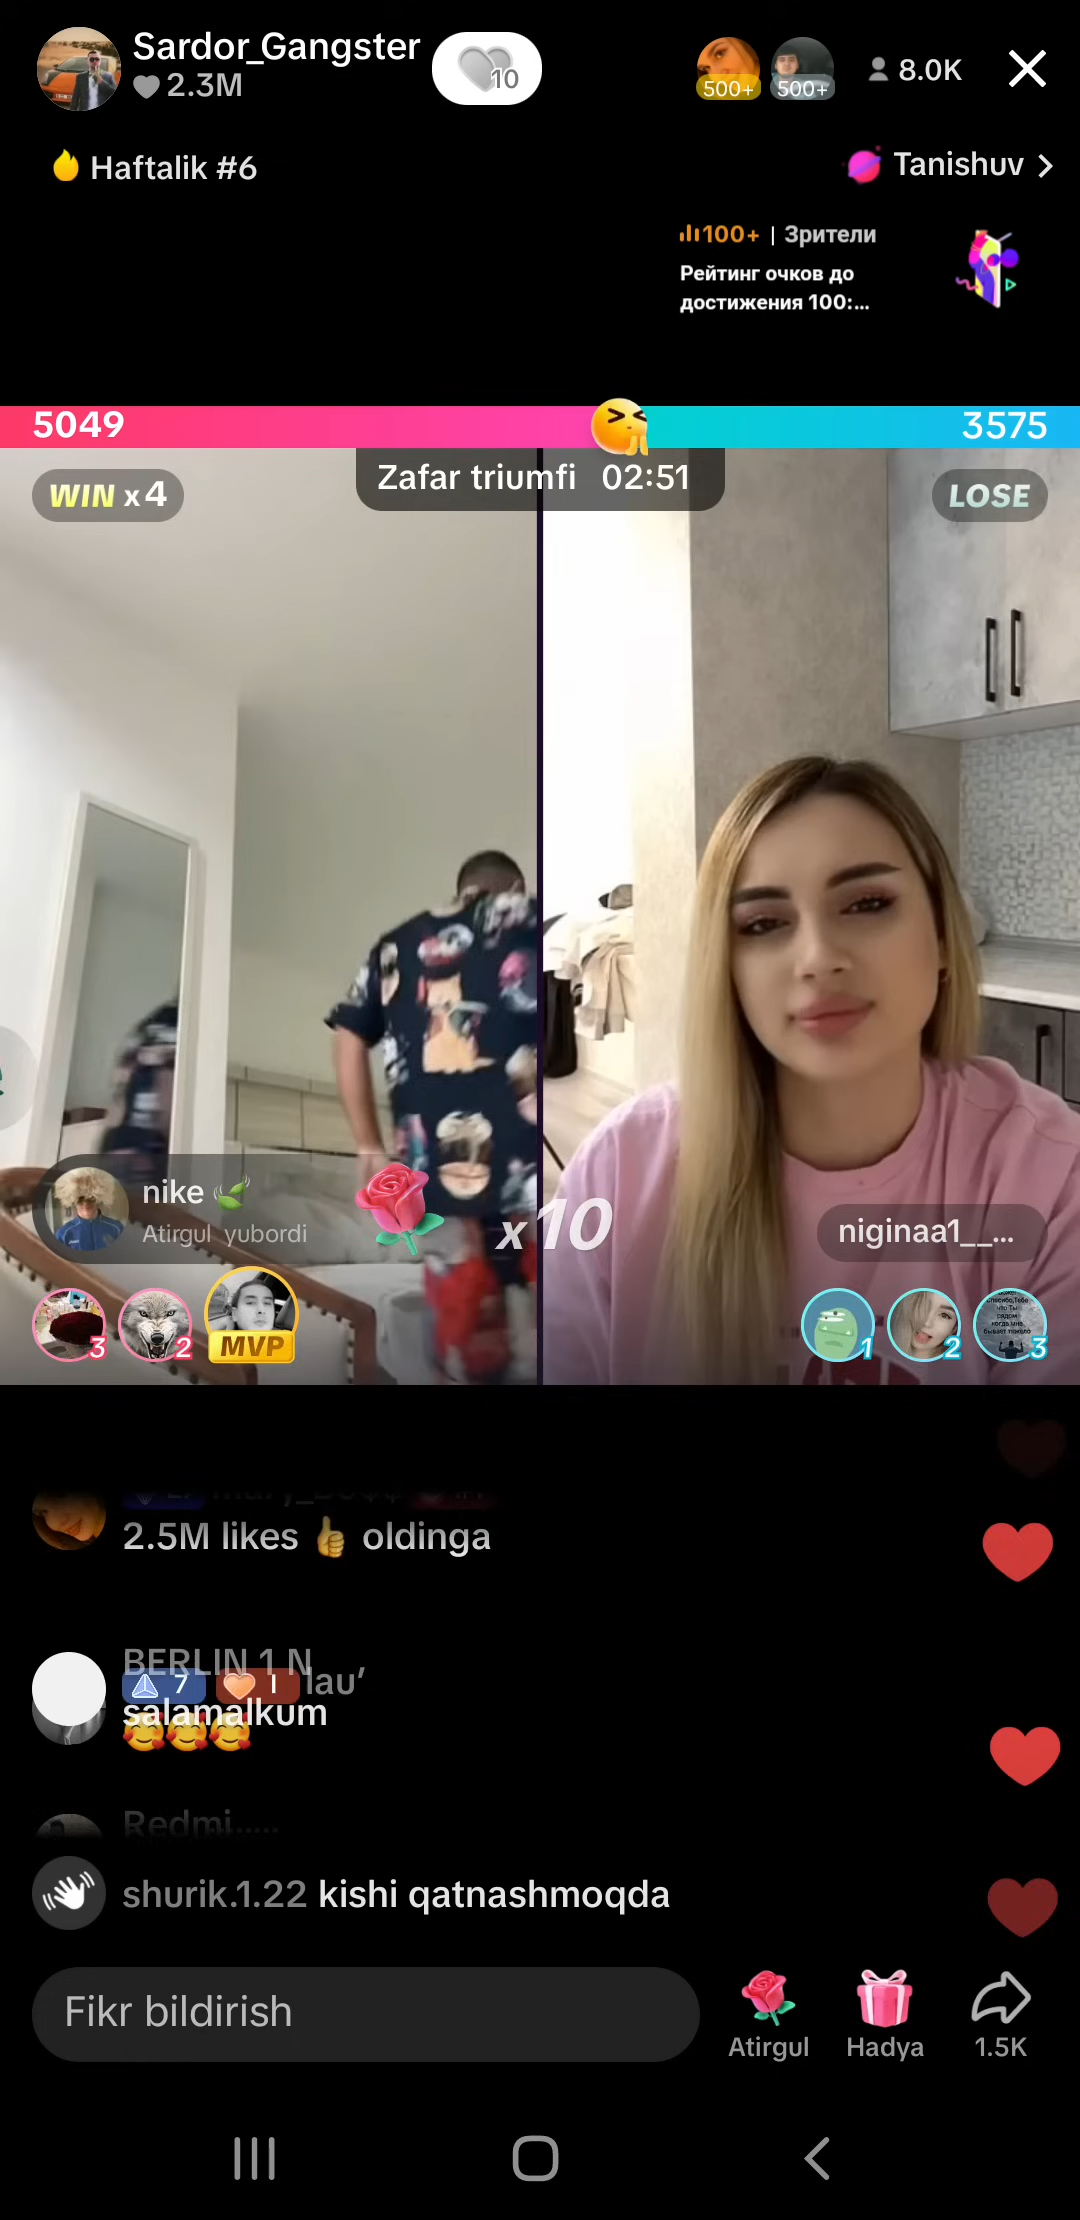 Sardor_Gangster
2.3M
10
500+
500+
8.0K
Haftalik #6
Tanishuv
100+ | Зрители
Рейтинг очков до
достижения 100:...
5049
3575
WIN x4
Zafar triumfi 02:51
LOSE
nike
Atirgul yubordi
x10
niginaa1__...
3
2
MVP
1
2
3
2.5M likes 👍 oldinga
BERLIN 1 N
7
1
lau’
salamalkum
🥰🥰🥰
Redmi.....
shurik.1.22 kishi qatnashmoqda
Fikr bildirish
Atirgul
Hadya
1.5K